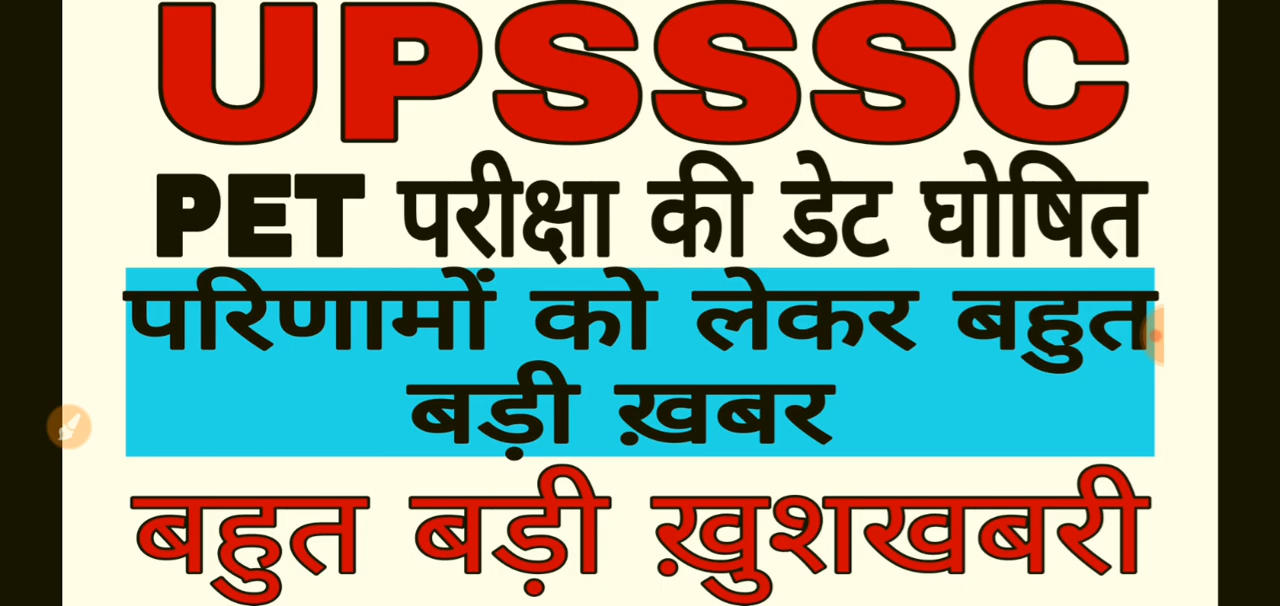 UPSSSC
PET परीक्षा की डेट घोषित
परिणामों को लेकर बहुत
बड़ी ख़बर
बहुत बड़ी ख़ुशखबरी